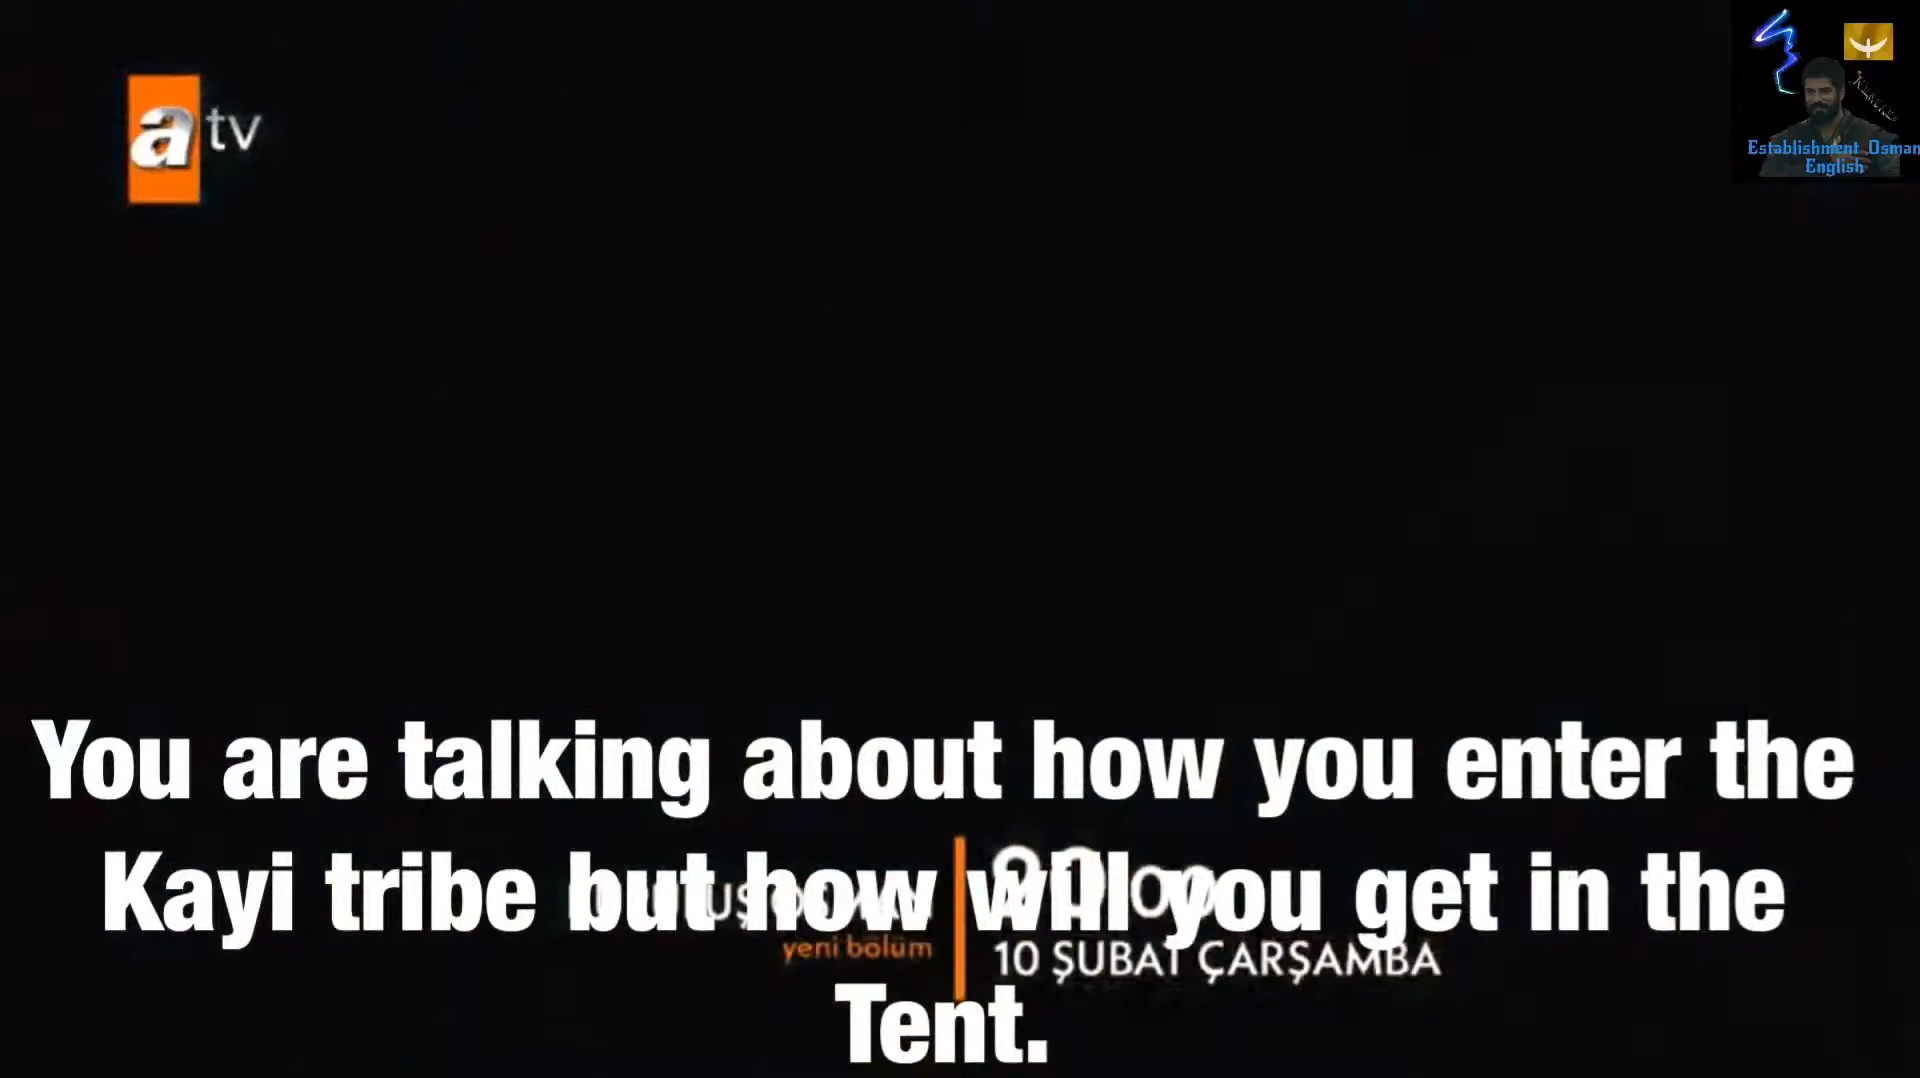 a tv
Establishment Osman
English
You are talking about how you enter the
Kayi tribe but how will you get in the
Tent.
yeni bölüm
10 ŞUBAT ÇARŞAMBA